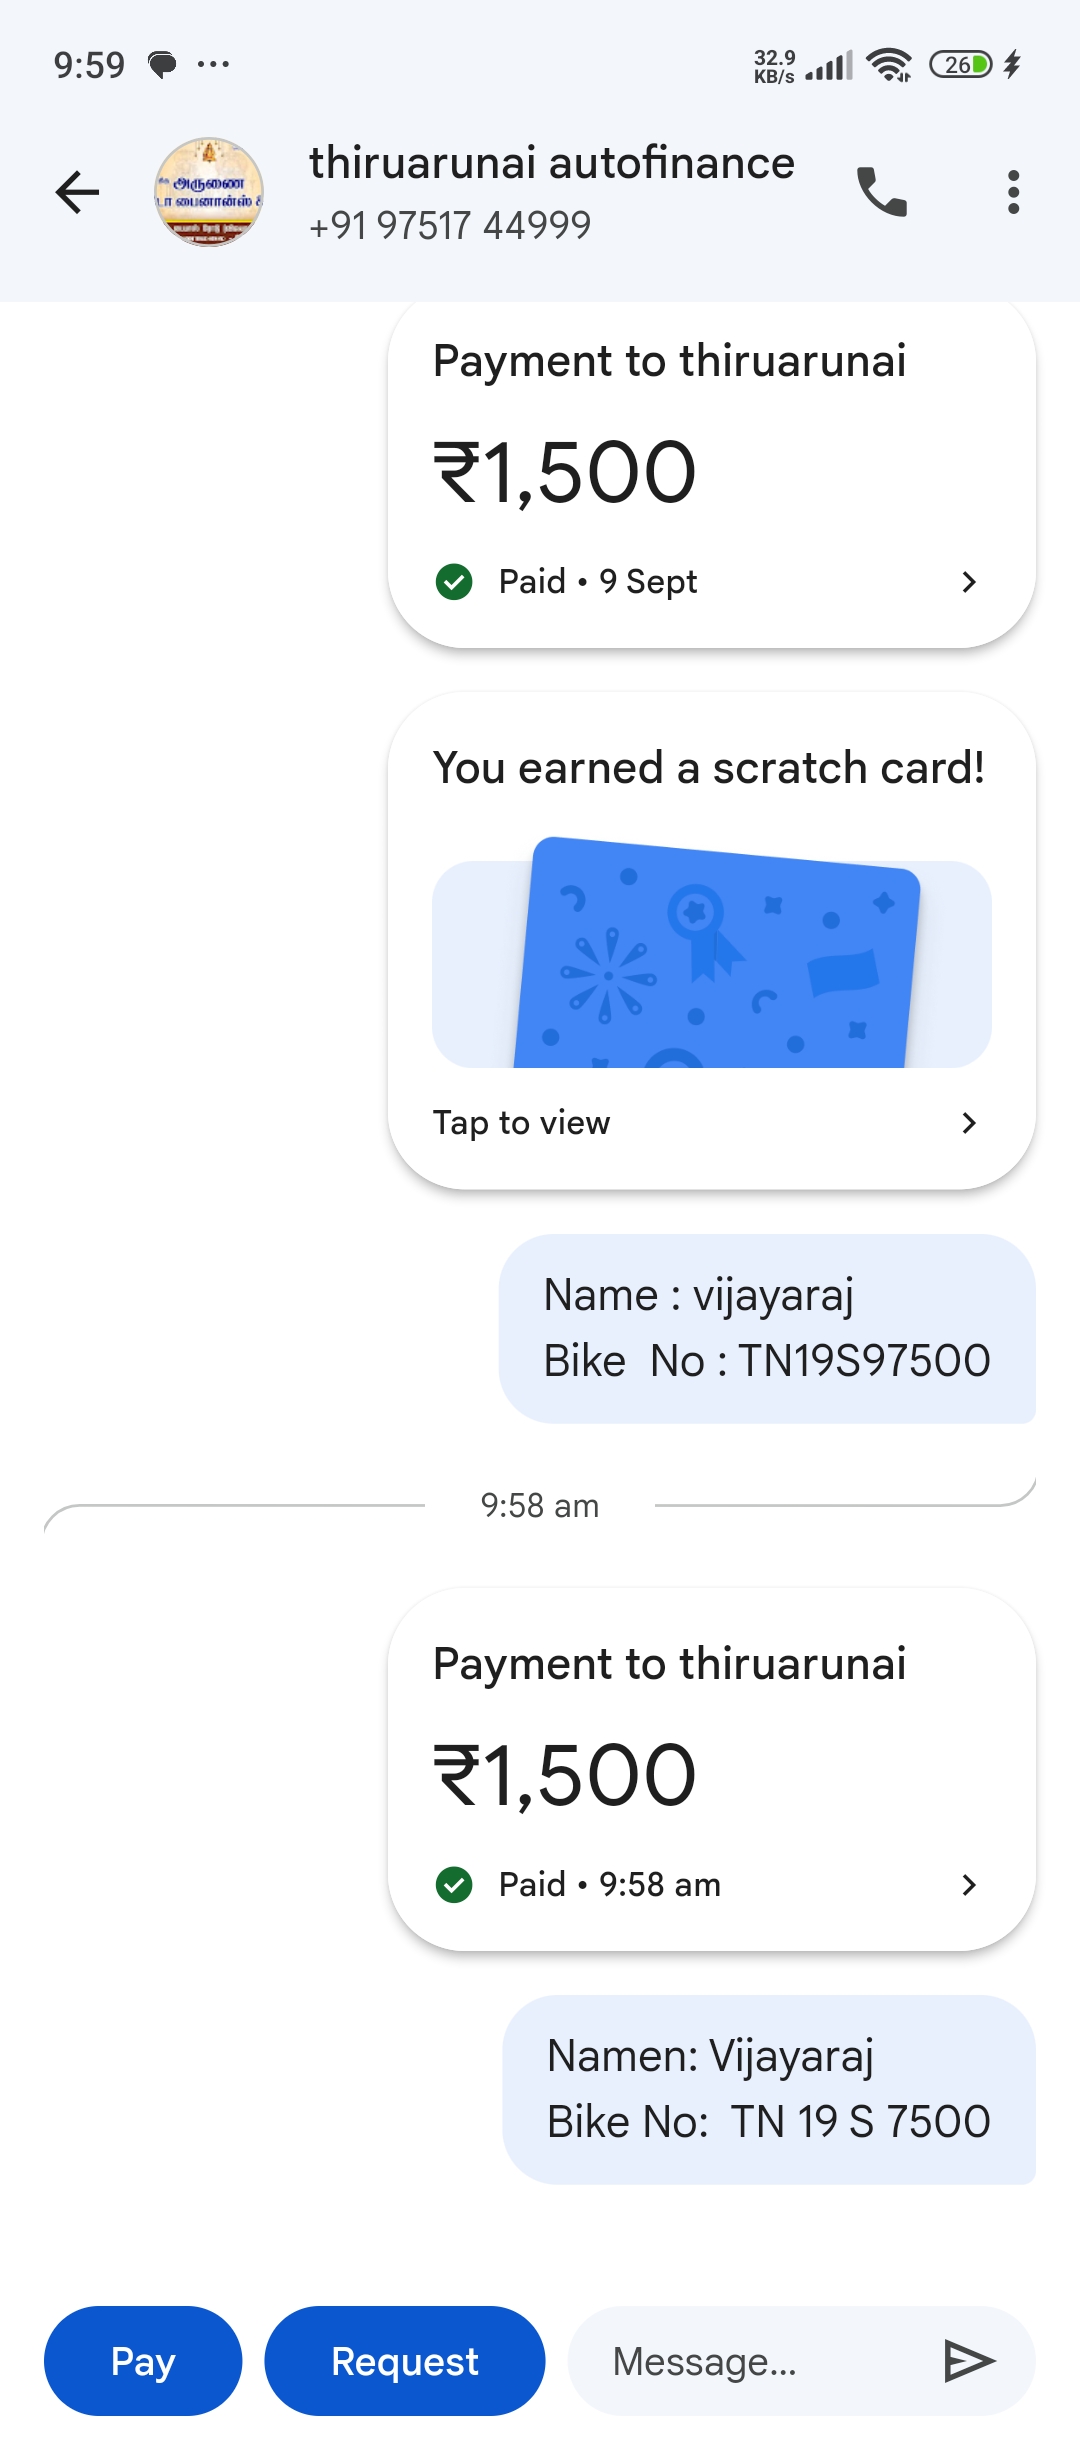 9:59
32.9
KB/s
26
அருணை
டா பைனான்ஸ் &
thiruarunai autofinance
+91 97517 44999
Payment to thiruarunai
₹1,500
Paid • 9 Sept
You earned a scratch card!
Tap to view
Name : vijayaraj
Bike  No : TN19S97500
9:58 am
Payment to thiruarunai
₹1,500
Paid • 9:58 am
Namen: Vijayaraj
Bike No:  TN 19 S 7500
Pay
Request
Message...